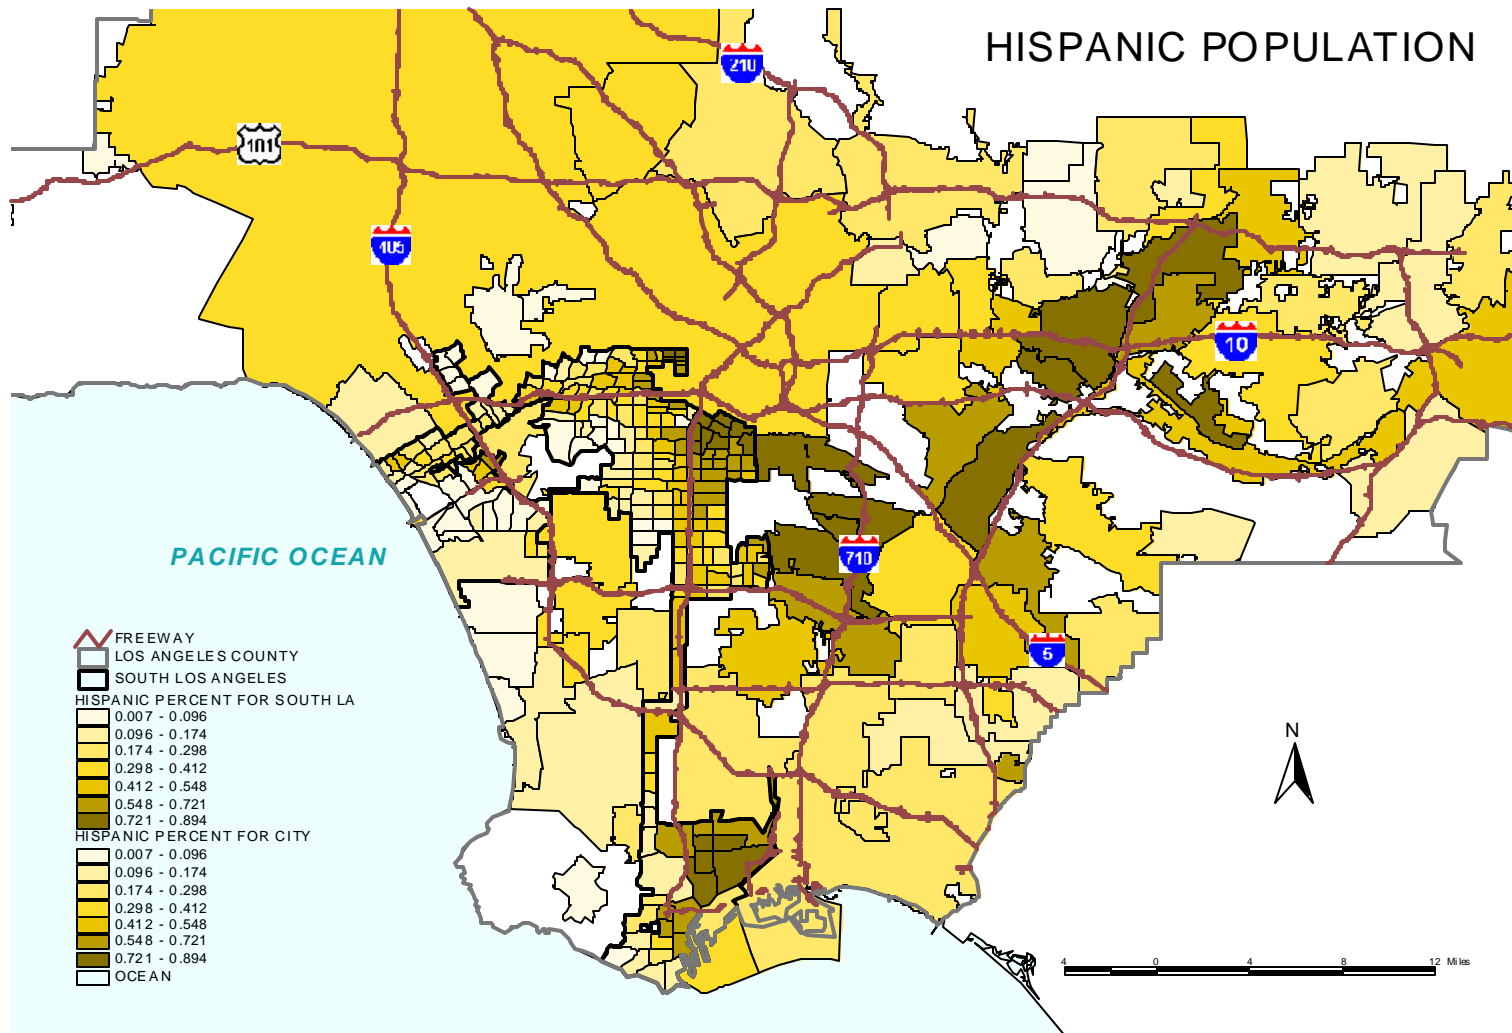 HISPANIC POPULATION
210
101
405
10
PACIFIC OCEAN
710
5
FREEWAY
LOS ANGELES COUNTY
SOUTH LOS ANGELES
HISPANIC PERCENT FOR SOUTH LA
0.007 - 0.096
0.096 - 0.174
0.174 - 0.298
0.298 - 0.412
0.412 - 0.548
0.548 - 0.721
0.721 - 0.894
HISPANIC PERCENT FOR CITY
0.007 - 0.096
0.096 - 0.174
0.174 - 0.298
0.298 - 0.412
0.412 - 0.548
0.548 - 0.721
0.721 - 0.894
OCEAN
N
4 0 4 8 12 Miles